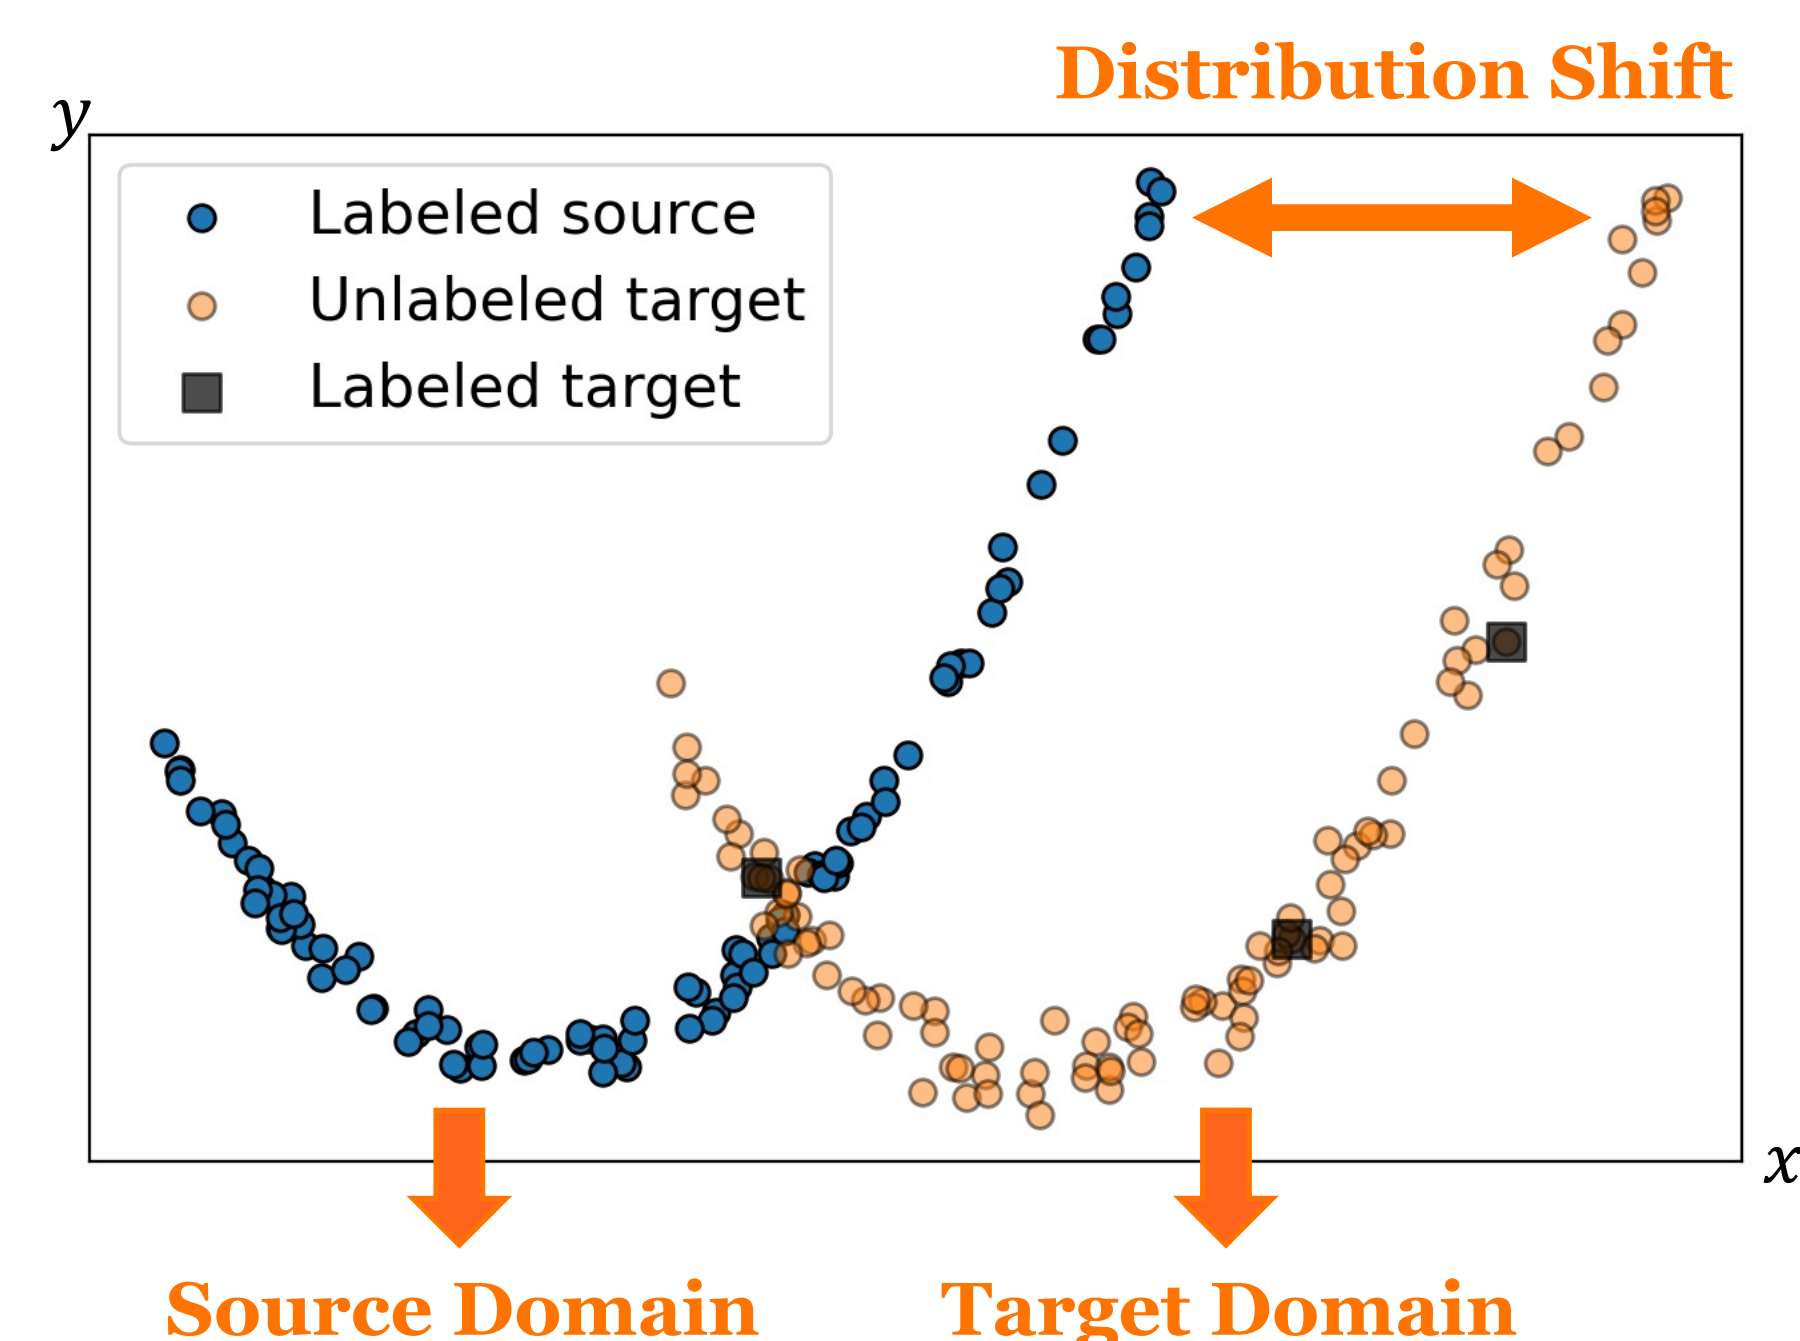 Distribution Shift
y
Labeled source
Unlabeled target
Labeled target
x
Source Domain
Target Domain